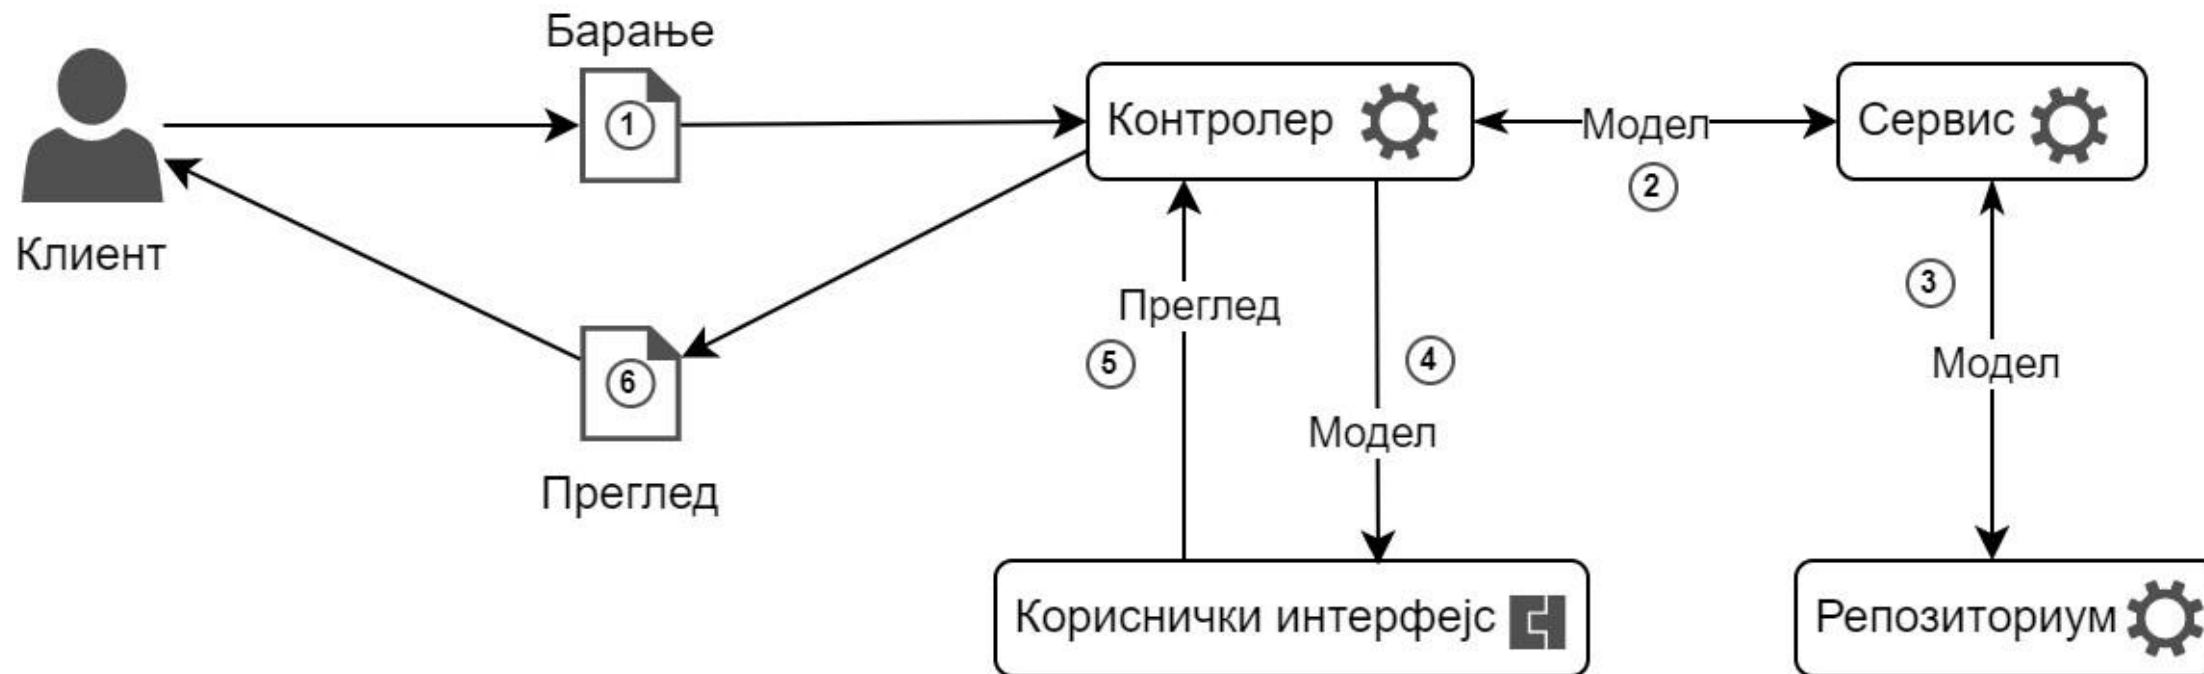 Барање
1
Контролер
Модел
2
Сервис
Клиент
Преглед
5
4
Модел
3
Модел
6
Преглед
Кориснички интерфејс
Репозиториум